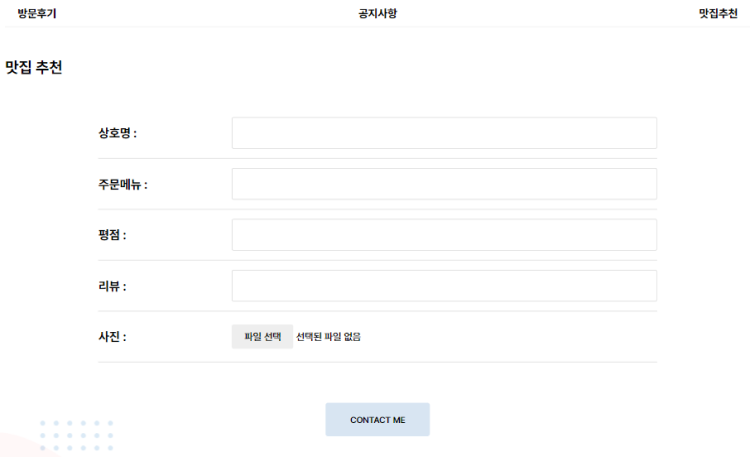 방문후기 공지사항 맛집추천
맛집 추천
상호명 :
주문메뉴 :
평점 :
리뷰 :
사진 : 파일 선택 선택된 파일 없음
CONTACT ME